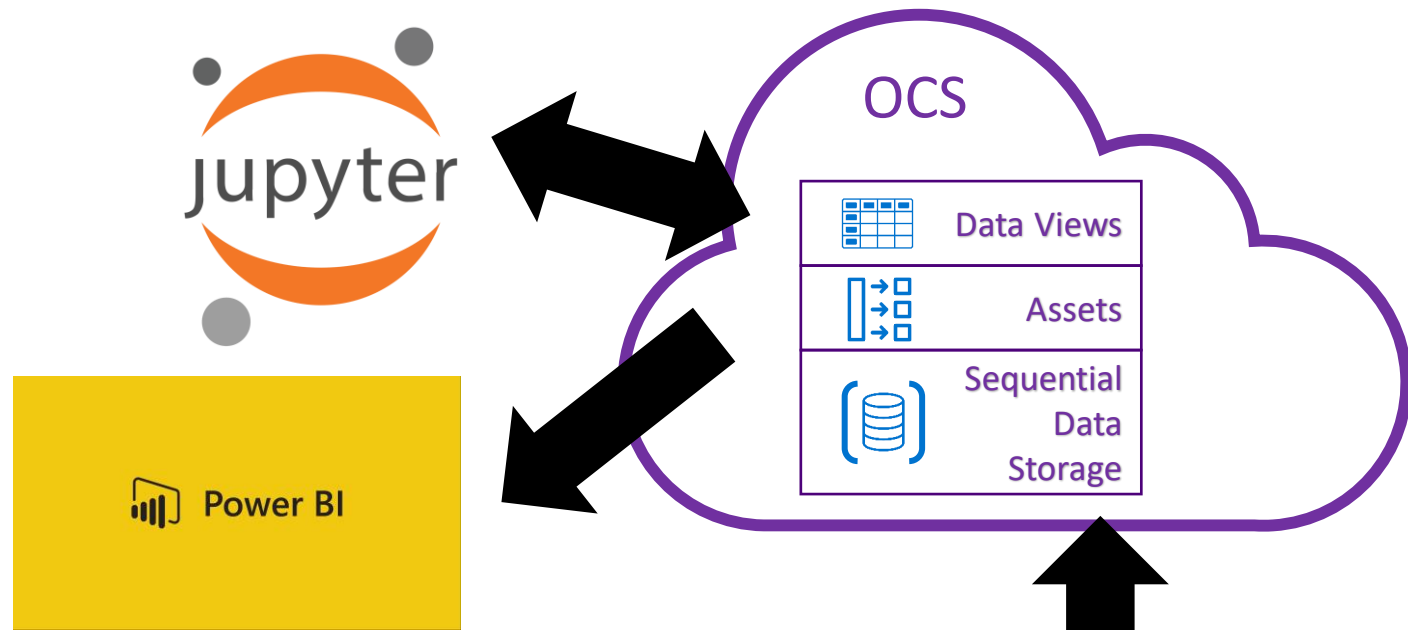 jupyter
OCS
Data Views
Assets
Sequential
Data
Storage
Power BI